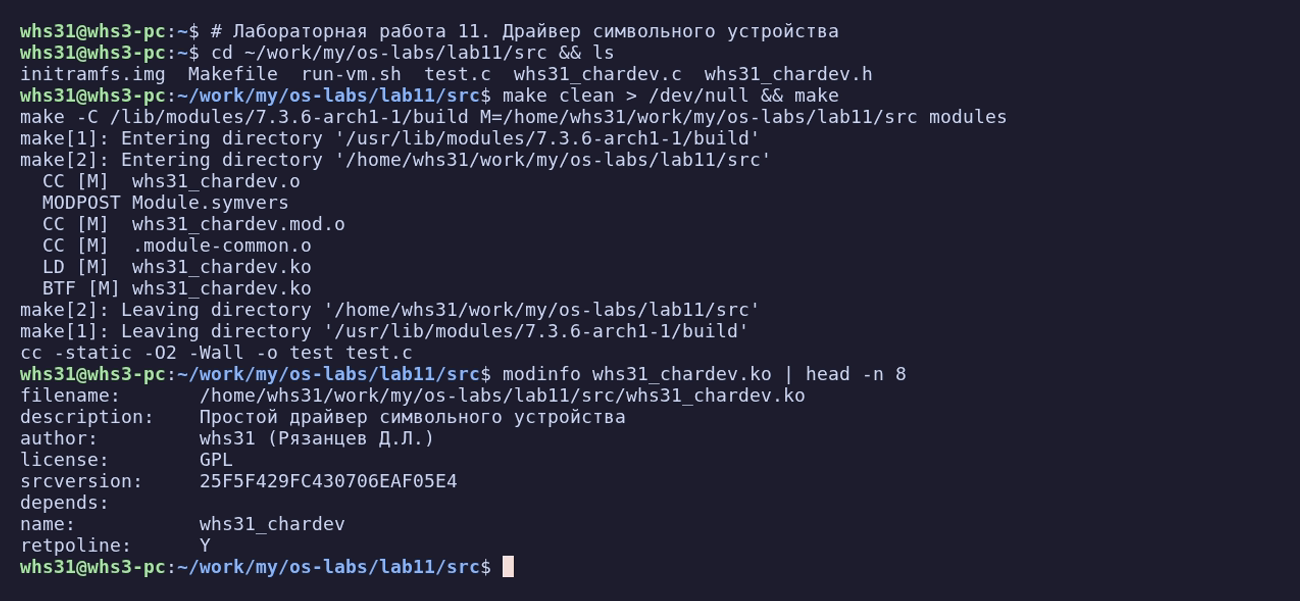 whs31@whs3-pc:~$ # Лабораторная работа 11. Драйвер символьного устройства
whs31@whs3-pc:~$ cd ~/work/my/os-labs/lab11/src && ls
initramfs.img  Makefile  run-vm.sh  test.c  whs31_chardev.c  whs31_chardev.h
whs31@whs3-pc:~/work/my/os-labs/lab11/src$ make clean > /dev/null && make
make -C /lib/modules/7.3.6-arch1-1/build M=/home/whs31/work/my/os-labs/lab11/src modules
make[1]: Entering directory '/usr/lib/modules/7.3.6-arch1-1/build'
make[2]: Entering directory '/home/whs31/work/my/os-labs/lab11/src'
  CC [M]  whs31_chardev.o
  MODPOST Module.symvers
  CC [M]  whs31_chardev.mod.o
  CC [M]  .module-common.o
  LD [M]  whs31_chardev.ko
  BTF [M] whs31_chardev.ko
make[2]: Leaving directory '/home/whs31/work/my/os-labs/lab11/src'
make[1]: Leaving directory '/usr/lib/modules/7.3.6-arch1-1/build'
cc -static -O2 -Wall -o test test.c
whs31@whs3-pc:~/work/my/os-labs/lab11/src$ modinfo whs31_chardev.ko | head -n 8
filename:       /home/whs31/work/my/os-labs/lab11/src/whs31_chardev.ko
description:    Простой драйвер символьного устройства
author:         whs31 (Рязанцев Д.Л.)
license:        GPL
srcversion:     25F5F429FC430706EAF05E4
depends:
name:           whs31_chardev
retpoline:      Y
whs31@whs3-pc:~/work/my/os-labs/lab11/src$